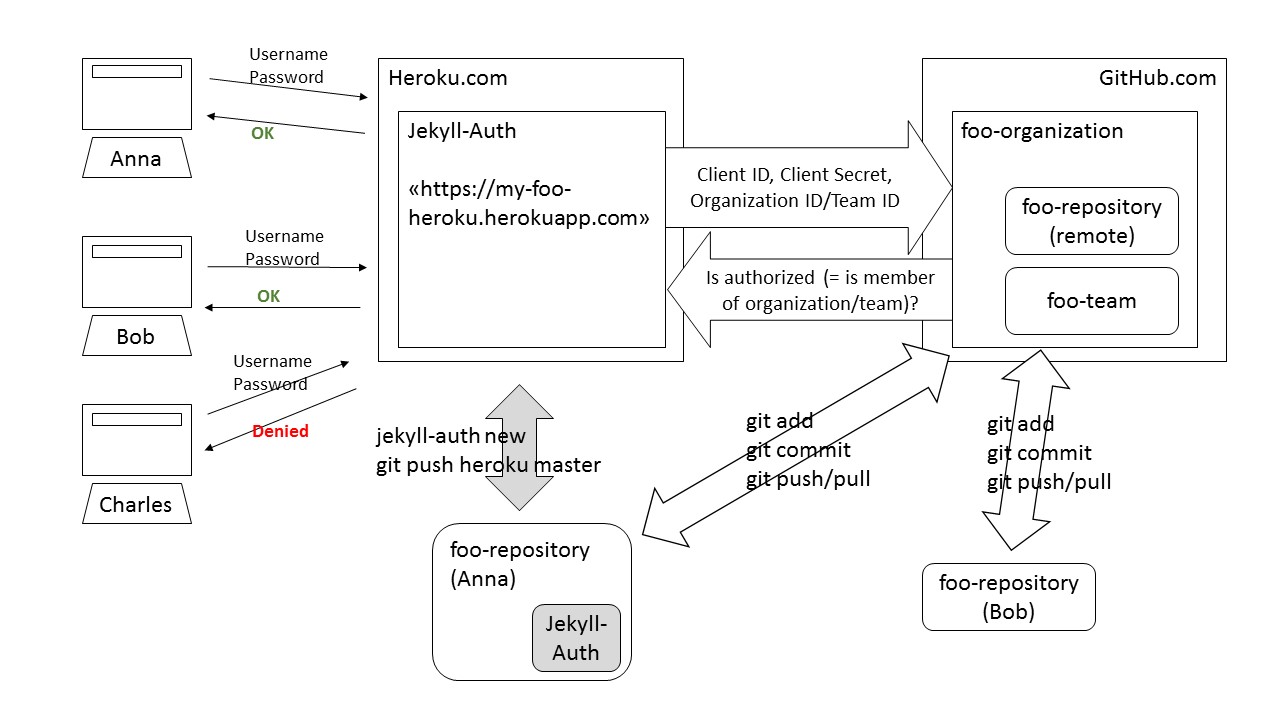 Username
Password
OK
Anna
Username
Password
OK
Bob
Username
Password
Denied
Charles
Heroku.com
Jekyll-Auth
«https://my-foo-
heroku.herokuapp.com»
Client ID, Client Secret,
Organization ID/Team ID
Is authorized (= is member
of organization/team)?
GitHub.com
foo-organization
foo-repository
(remote)
foo-team
jekyll-auth new
git push heroku master
git add
git commit
git push/pull
git add
git commit
git push/pull
foo-repository
(Anna)
Jekyll-
Auth
foo-repository
(Bob)